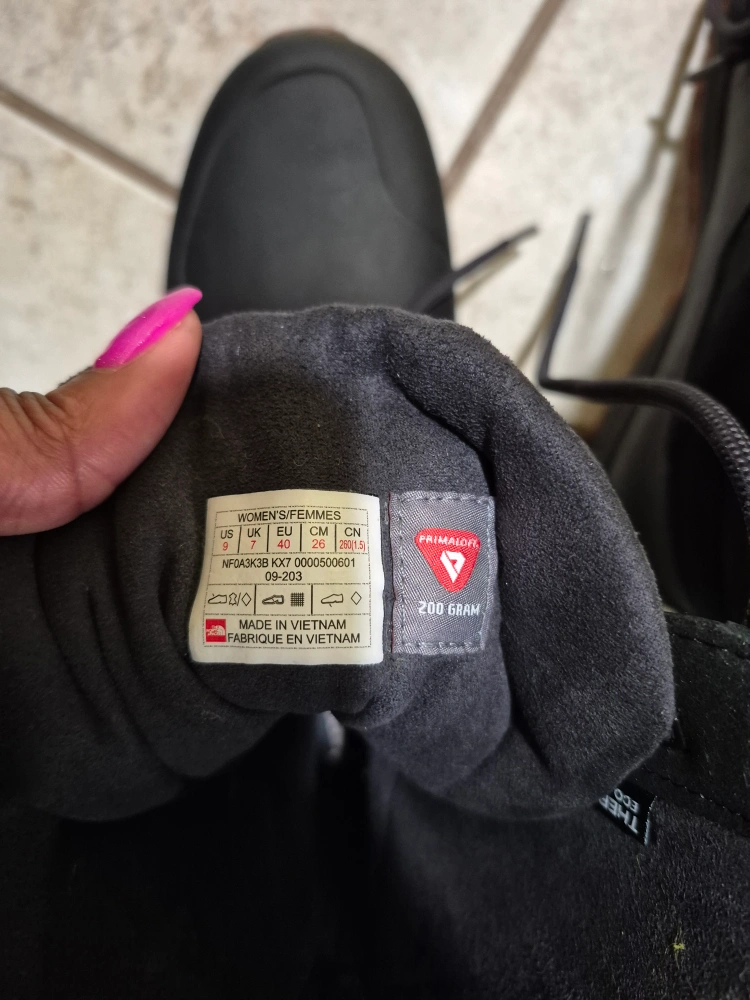 WOMEN'S/FEMMES
US UK EU CM CN
9 7 40 26 260(1.5)
NF0A3K3B KX7 0000500601
09-203
MADE IN VIETNAM
FABRIQUE EN VIETNAM
PRIMALOFT
200 GRAM